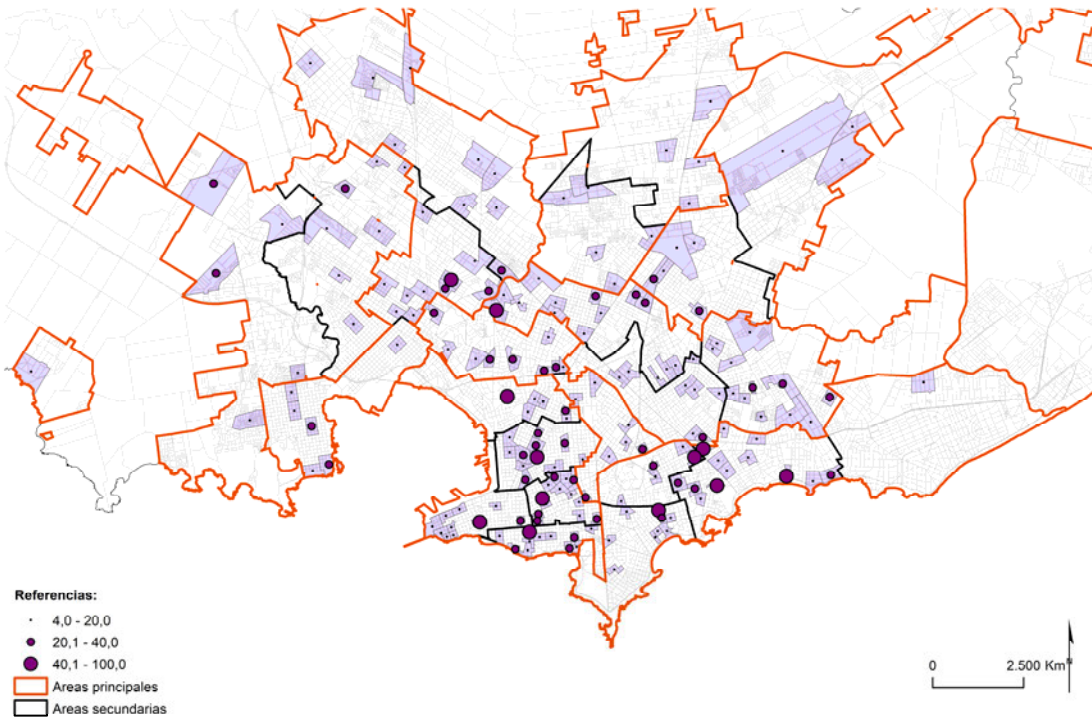 Referencias:
4,0 - 20,0
20,1 - 40,0
40,1 - 100,0
Areas principales
Areas secundarias
0 2.500 Km
N